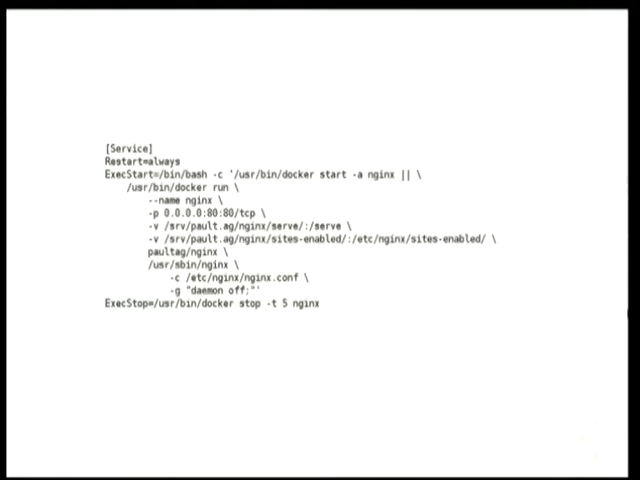 [Service]
Restart=always
ExecStart=/bin/bash -c '/usr/bin/docker start -a nginx || \
/usr/bin/docker run \
--name nginx \
-p 0.0.0.0:80:80/tcp \
-v /srv/pault.ag/nginx/serve/:/serve \
-v /srv/pault.ag/nginx/sites-enabled/:/etc/nginx/sites-enabled/ \
paultag/nginx \
/usr/sbin/nginx \
-c /etc/nginx/nginx.conf \
-g "daemon off;"'
ExecStop=/usr/bin/docker stop -t 5 nginx